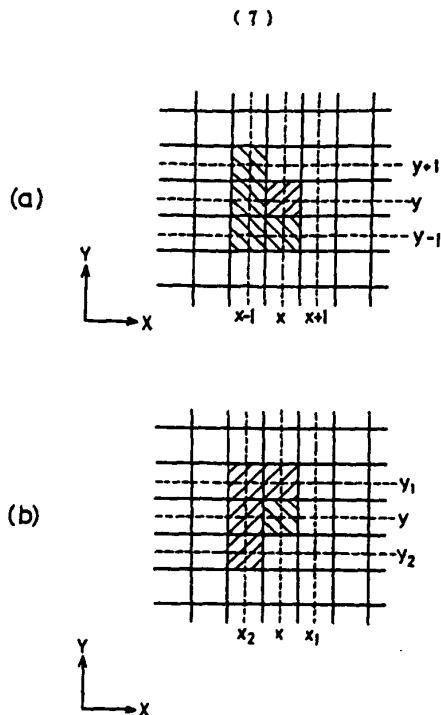 (7)
(a)
y+1
y
y-1
Y
X
x-1 x x+1
(b)
y₁
y
y₂
Y
X
x₂ x x₁